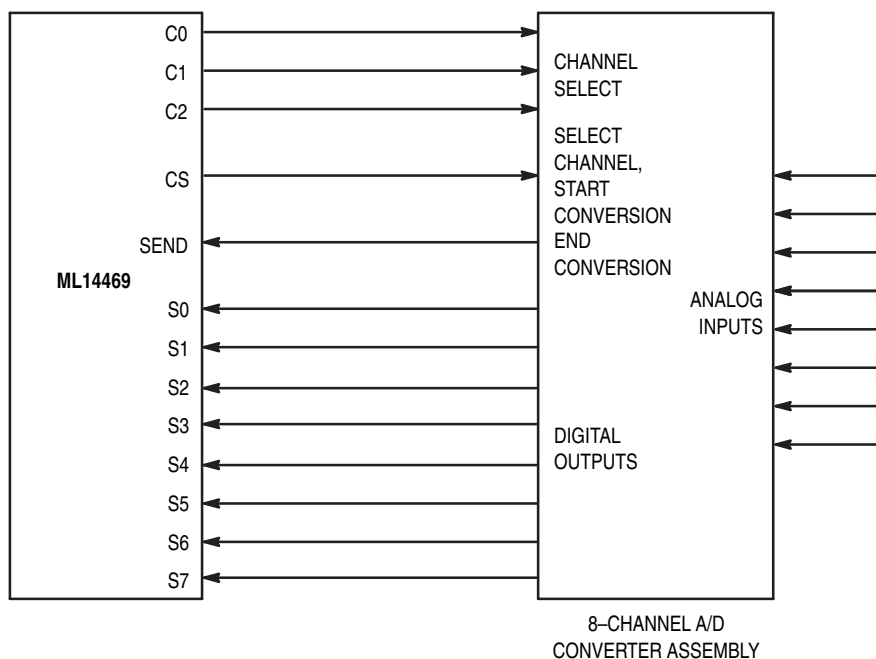 C0
C1
C2
CS
SEND
ML14469
S0
S1
S2
S3
S4
S5
S6
S7
CHANNEL
SELECT
SELECT
CHANNEL,
START
CONVERSION
END
CONVERSION
ANALOG
INPUTS
DIGITAL
OUTPUTS
8–CHANNEL A/D
CONVERTER ASSEMBLY